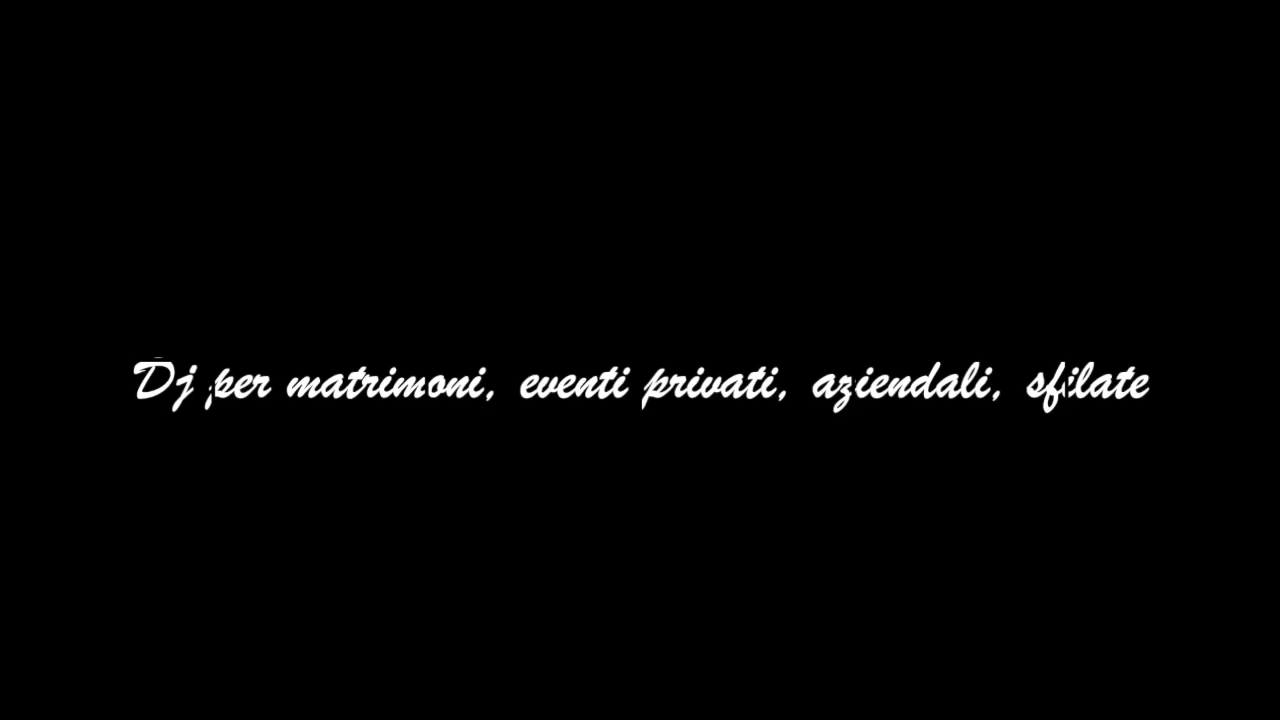 Dj per matrimoni, eventi privati, aziendali, sfilate